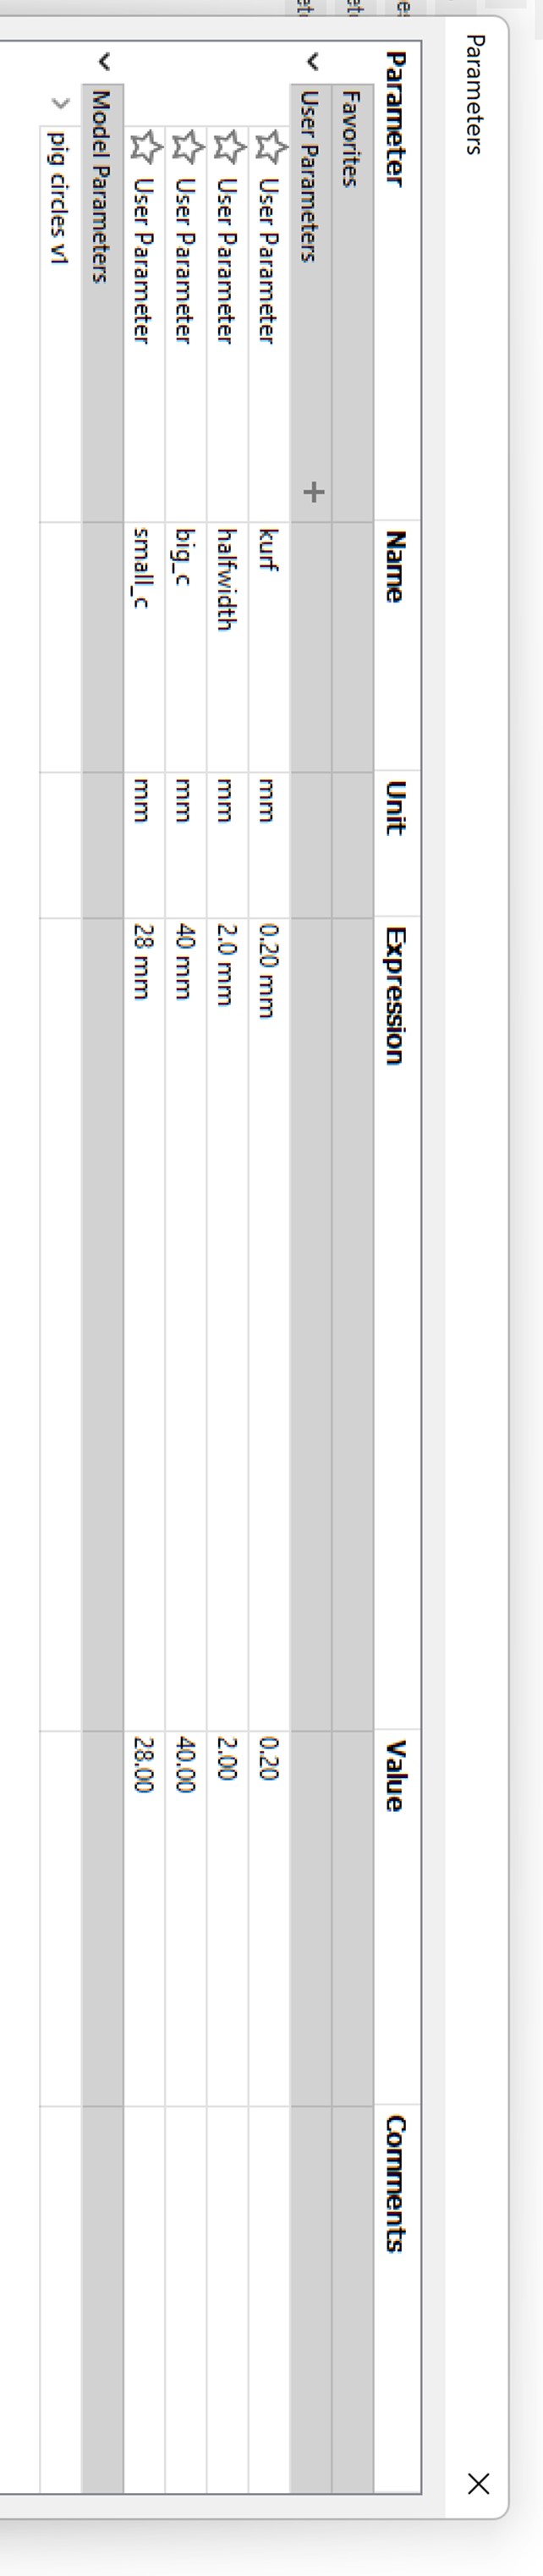 Parameters
Parameter Name Unit Expression Value Comments
Favorites
User Parameters +
User Parameter kurf mm 0.20 mm 0.20
User Parameter halfwidth mm 2.0 mm 2.00
User Parameter big_c mm 40 mm 40.00
User Parameter small_c mm 28 mm 28.00
Model Parameters
pig circles v1